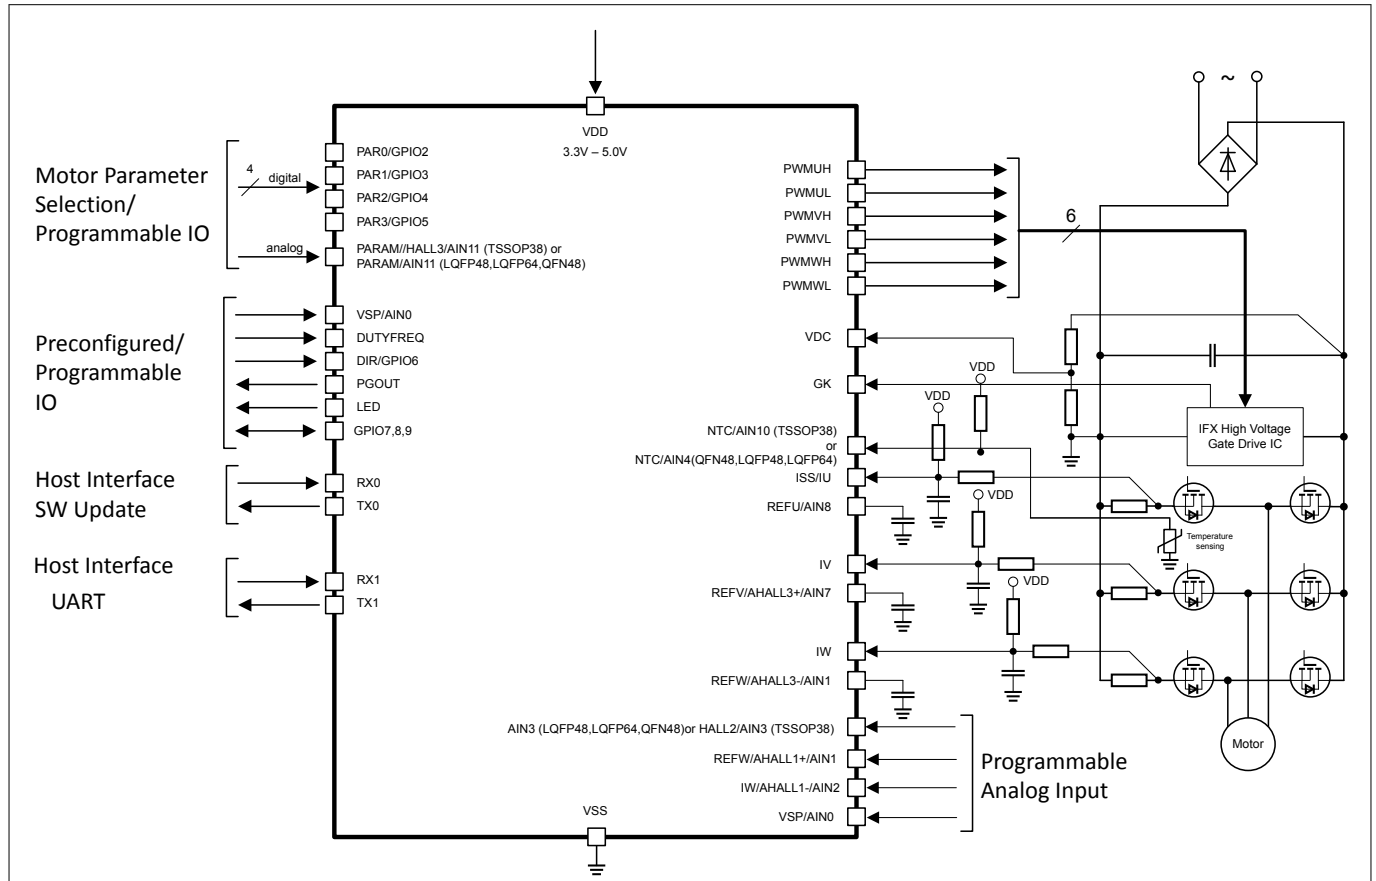 Motor Parameter
Selection/
Programmable IO
4
digital
analog
Preconfigured/
Programmable
IO
Host Interface
SW Update
Host Interface
UART
VDD
3.3V – 5.0V
PAR0/GPIO2
PAR1/GPIO3
PAR2/GPIO4
PAR3/GPIO5
PARAM//HALL3/AIN11 (TSSOP38) or
PARAM/AIN11 (LQFP48,LQFP64,QFN48)
VSP/AIN0
DUTYFREQ
DIR/GPIO6
PGOUT
LED
GPIO7,8,9
RX0
TX0
RX1
TX1
VSS
PWMUH
PWMUL
PWMVH
PWMVL
PWMWH
PWMWL
VDC
GK
NTC/AIN10 (TSSOP38)
or
NTC/AIN4(QFN48,LQFP48,LQFP64)
ISS/IU
REFU/AIN8
IV
REFV/AHALL3+/AIN7
IW
REFW/AHALL3-/AIN1
AIN3 (LQFP48,LQFP64,QFN48)or HALL2/AIN3 (TSSOP38)
REFW/AHALL1+/AIN1
IW/AHALL1-/AIN2
VSP/AIN0
Programmable
Analog Input
6
~
VDD
VDD
VDD
VDD
IFX High Voltage
Gate Drive IC
Temperature
sensing
Motor